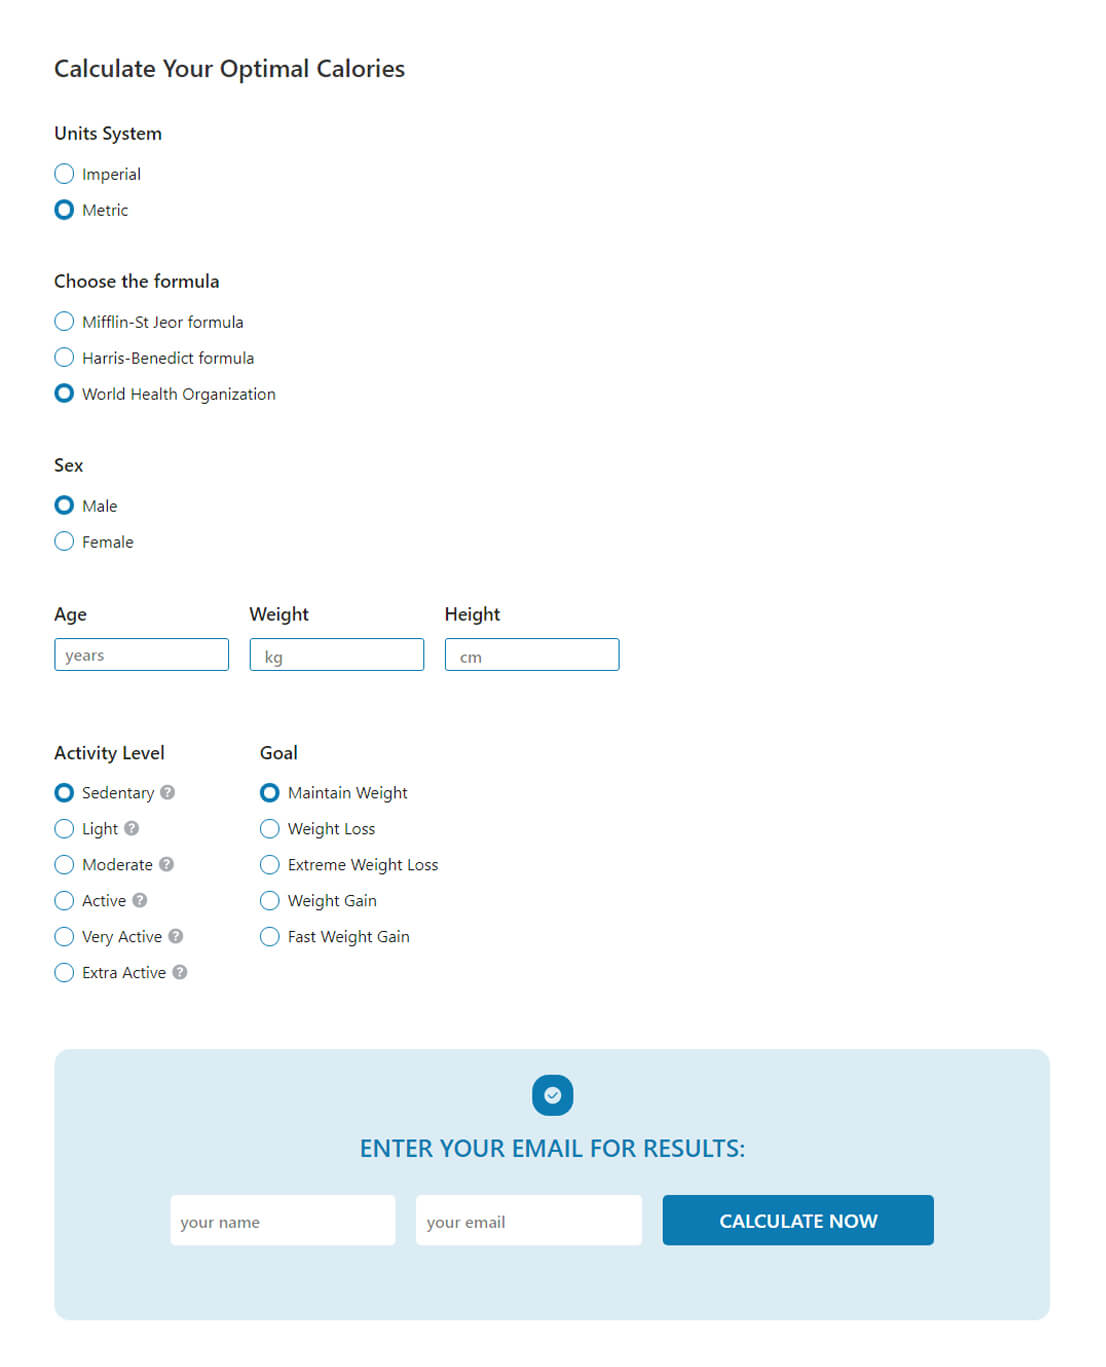 Calculate Your Optimal Calories
Units System
Imperial
Metric
Choose the formula
Mifflin-St Jeor formula
Harris-Benedict formula
World Health Organization
Sex
Male
Female
Age Weight Height
years kg cm
Activity Level Goal
Sedentary ? Maintain Weight
Light ? Weight Loss
Moderate ? Extreme Weight Loss
Active ? Weight Gain
Very Active ? Fast Weight Gain
Extra Active ?
ENTER YOUR EMAIL FOR RESULTS:
your name your email CALCULATE NOW